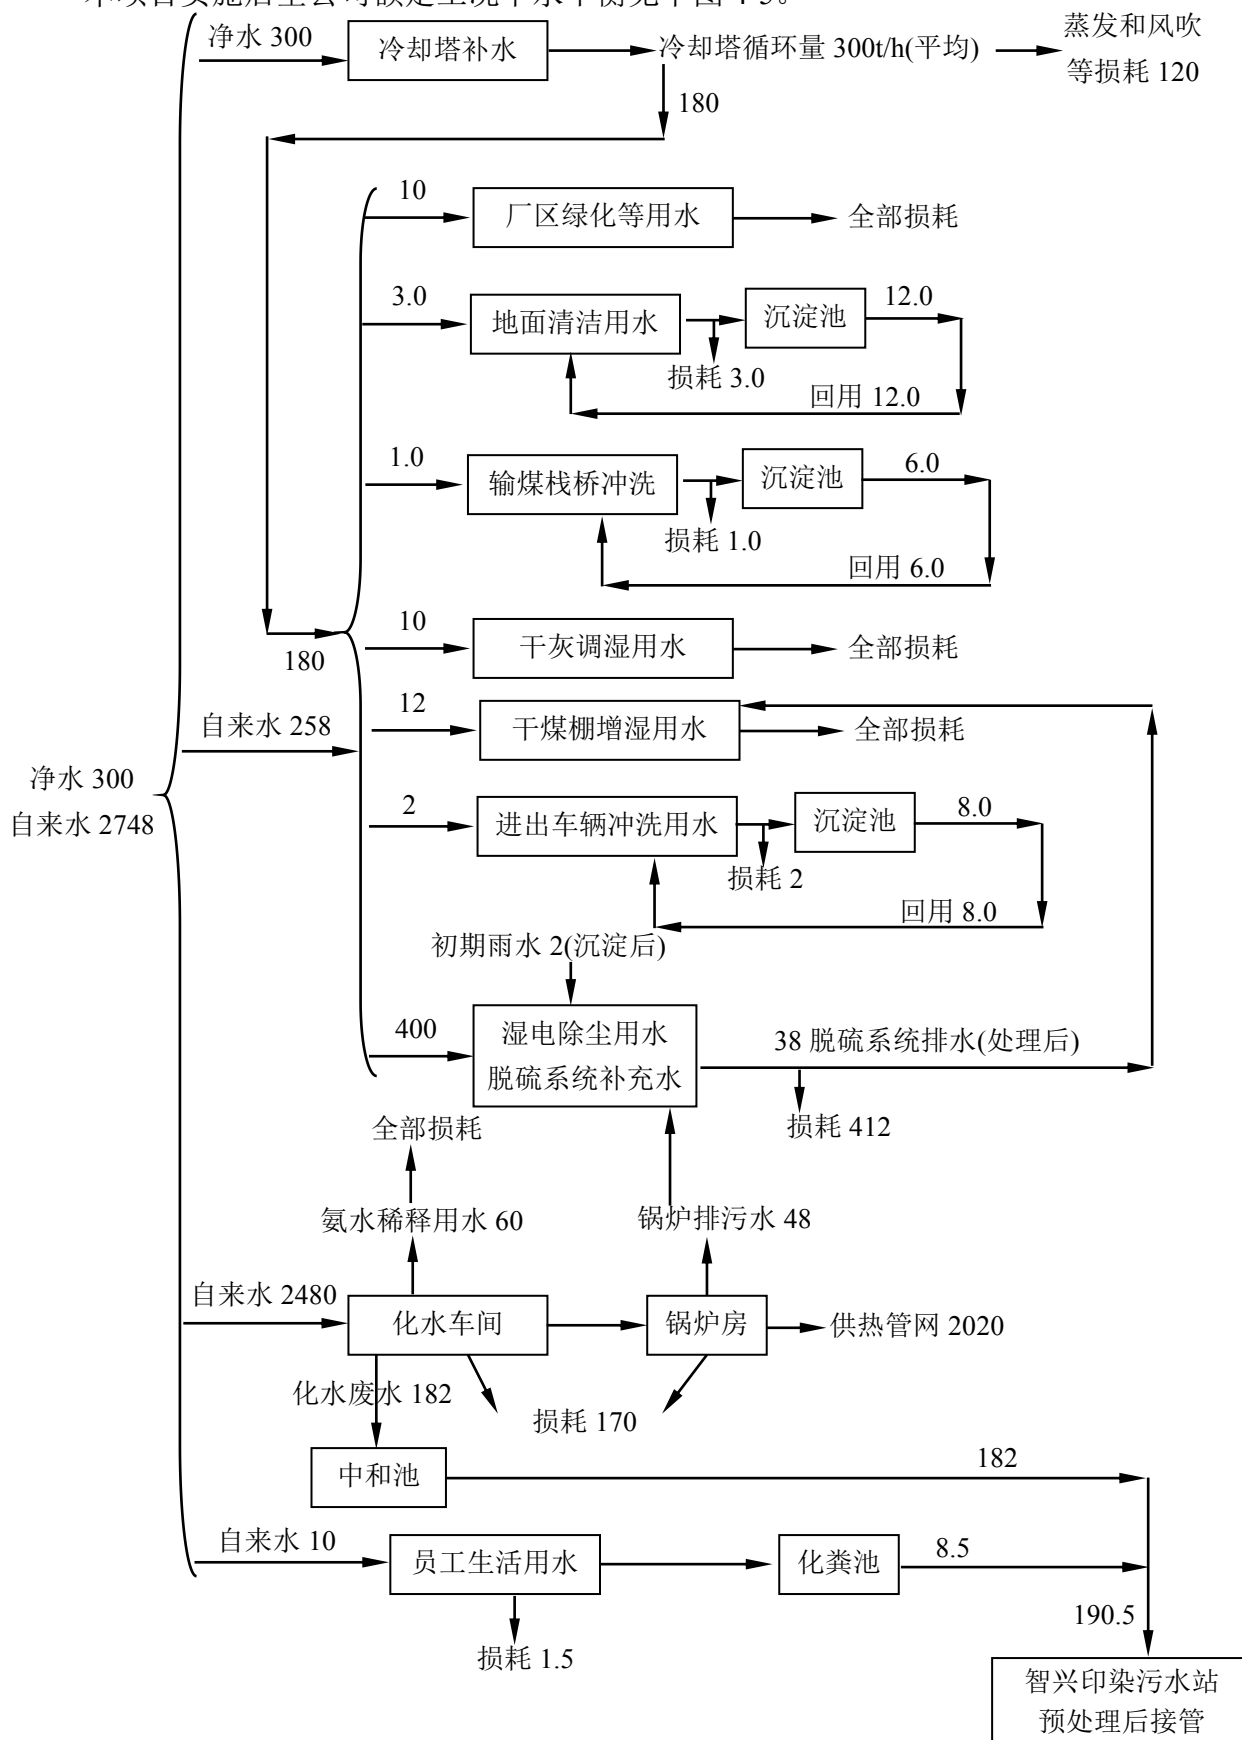 本项目实施后全公司额定工况下水平衡见下图 4-3。
净水 300
冷却塔补水
冷却塔循环量 300t/h(平均)
蒸发和风吹
等损耗 120
180
10
厂区绿化等用水
全部损耗
3.0
地面清洁用水
沉淀池
12.0
损耗 3.0
回用 12.0
1.0
输煤栈桥冲洗
沉淀池
6.0
损耗 1.0
回用 6.0
10
干灰调湿用水
全部损耗
180
自来水 258
12
干煤棚增湿用水
全部损耗
净水 300
自来水 2748
2
进出车辆冲洗用水
沉淀池
8.0
损耗 2
回用 8.0
初期雨水 2(沉淀后)
400
湿电除尘用水
脱硫系统补充水
38 脱硫系统排水(处理后)
损耗 412
全部损耗
氨水稀释用水 60
锅炉排污水 48
自来水 2480
化水车间
锅炉房
供热管网 2020
化水废水 182
损耗 170
中和池
182
自来水 10
员工生活用水
化粪池
8.5
190.5
损耗 1.5
智兴印染污水站
预处理后接管